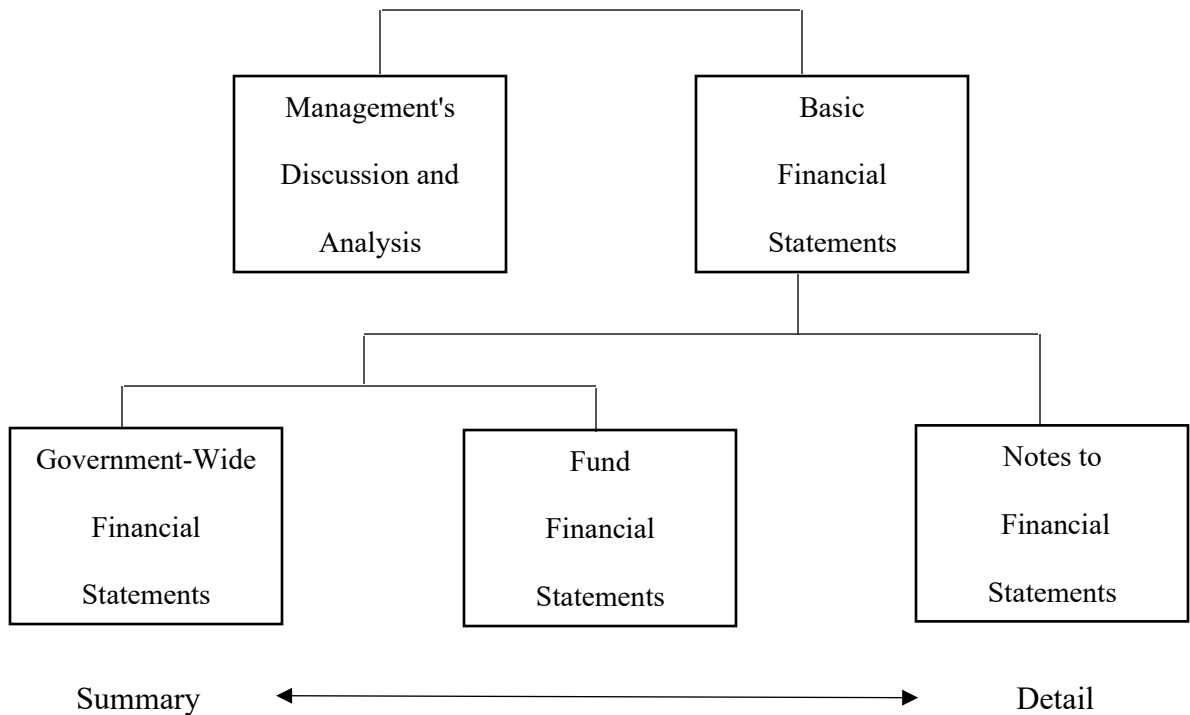 Management's
Discussion and
Analysis
Basic
Financial
Statements
Government-Wide
Financial
Statements
Fund
Financial
Statements
Notes to
Financial
Statements
Summary
Detail